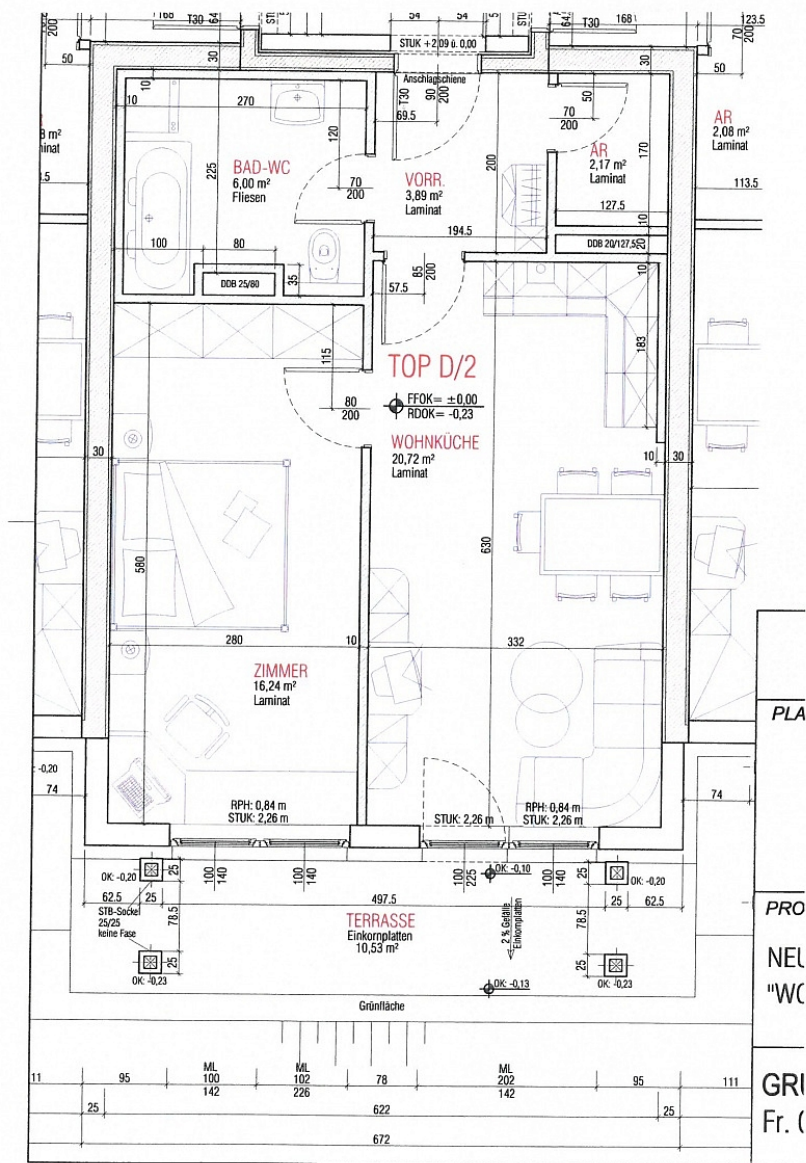 168
64
T30
54
54
T30
168
64
123.5
200
STUK +2,09 ü. 0,00
70
200
50
30
Anschlagschiene
30
50
10
10
270
120
T30
90
200
69.5
50
70
200
AR
2,08 m²
Laminat
8 m²
minat
225
BAD-WC
6,00 m²
Fliesen
70
200
VORR.
3,89 m²
Laminat
200
AR
2,17 m²
Laminat
170
127.5
113.5
100
80
194.5
10
DDB 20/127,5
20
DDB 25/80
35
57.5
85
200
10
115
183
TOP D/2
80
200
FFOK= ±0,00
RDOK= -0,23
WOHNKÜCHE
20,72 m²
Laminat
30
10
30
580
630
280
10
332
ZIMMER
16,24 m²
Laminat
PLA
-0,20
74
74
RPH: 0,84 m
STUK: 2,26 m
STUK: 2,26 m
RPH: 0,84 m
STUK: 2,26 m
OK: -0,20
25
100
140
100
140
100
225
OK: -0,10
100
140
25
OK: -0,20
62.5
25
497.5
25
62.5
STB-Sockel
25/25
keine Fase
78.5
TERRASSE
Einkornplatten
10,53 m²
2 % Gefälle
Einkornplatten
78.5
PRO
25
25
OK: -0,23
OK: -0,13
OK: -0,23
NEU
"WO
Grünfläche
11
95
ML
100
142
ML
102
226
78
ML
202
142
95
111
GRU
25
622
25
Fr. (
672